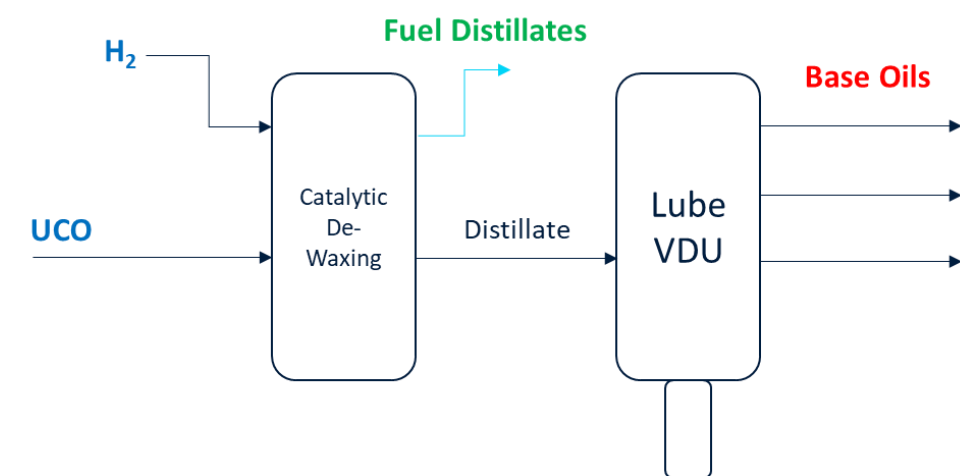 Fuel Distillates
H₂
Base Oils
Catalytic
De-
Waxing
Lube
VDU
UCO
Distillate